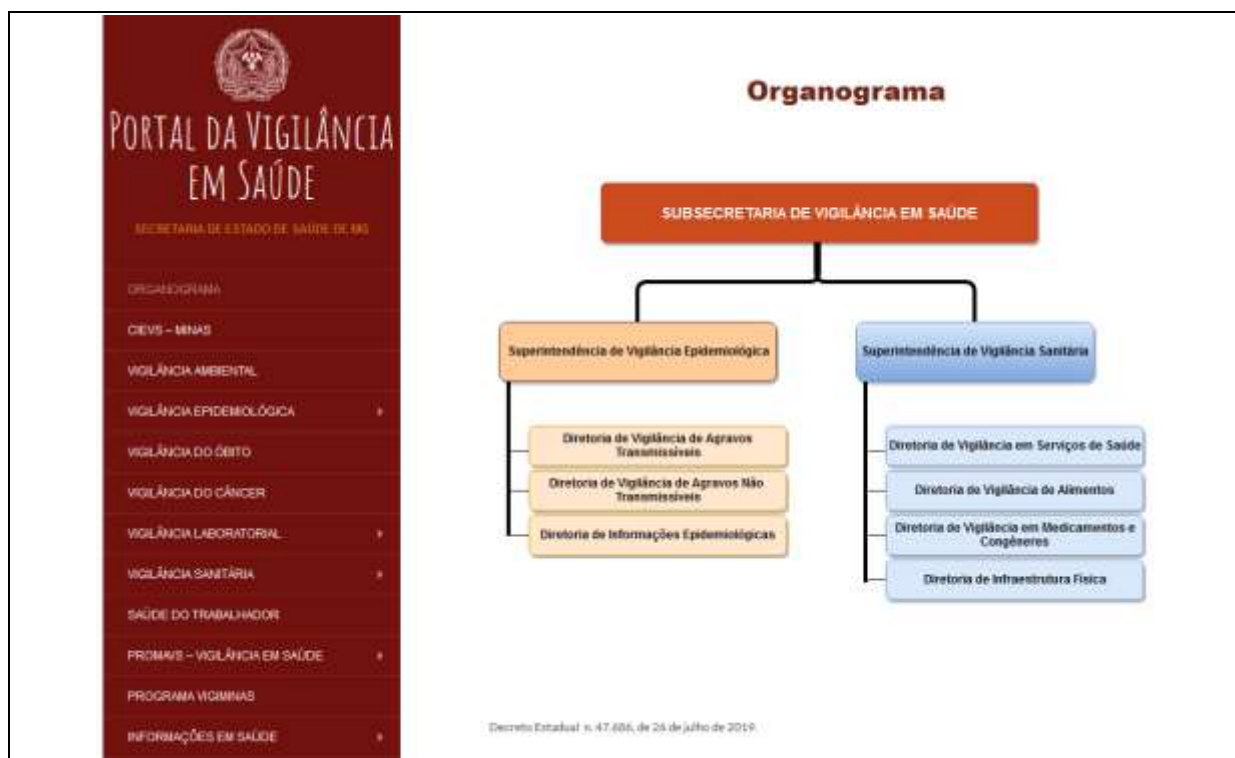 PORTAL DA VIGILÂNCIA
EM SAÚDE
SECRETARIA DE ESTADO DE SAÚDE DE MG
ORGANOGRAMA
CIEVS – MINAS
VIGILÂNCIA AMBIENTAL
VIGILÂNCIA EPIDEMIOLÓGICA
VIGILÂNCIA DO ÓBITO
VIGILÂNCIA DO CÂNCER
VIGILÂNCIA LABORATORIAL
VIGILÂNCIA SANITÁRIA
SAÚDE DO TRABALHADOR
PROMAVS – VIGILÂNCIA EM SAÚDE
PROGRAMA VIGIMINAS
INFORMAÇÕES EM SAÚDE
Organograma
SUBSECRETARIA DE VIGILÂNCIA EM SAÚDE
Superintendência de Vigilância Epidemiológica
Diretoria de Vigilância de Agravos
Transmissíveis
Diretoria de Vigilância de Agravos Não
Transmissíveis
Diretoria de Informações Epidemiológicas
Superintendência de Vigilância Sanitária
Diretoria de Vigilância em Serviços de Saúde
Diretoria de Vigilância de Alimentos
Diretoria de Vigilância em Medicamentos e
Congêneres
Diretoria de Infraestrutura Física
Decreto Estadual n. 47.686, de 26 de julho de 2019.